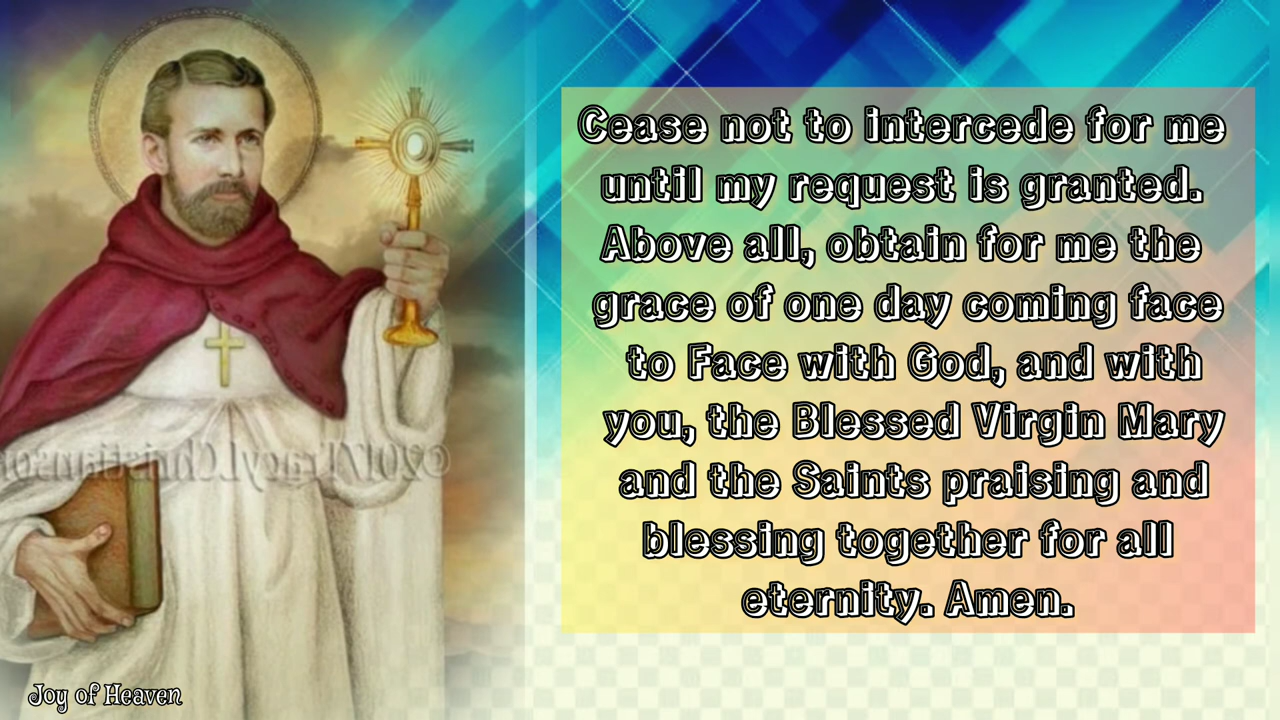 Cease not to intercede for me
until my request is granted.
Above all, obtain for me the
grace of one day coming face
to Face with God, and with
you, the Blessed Virgin Mary
and the Saints praising and
blessing together for all
eternity. Amen.
Joy of Heaven